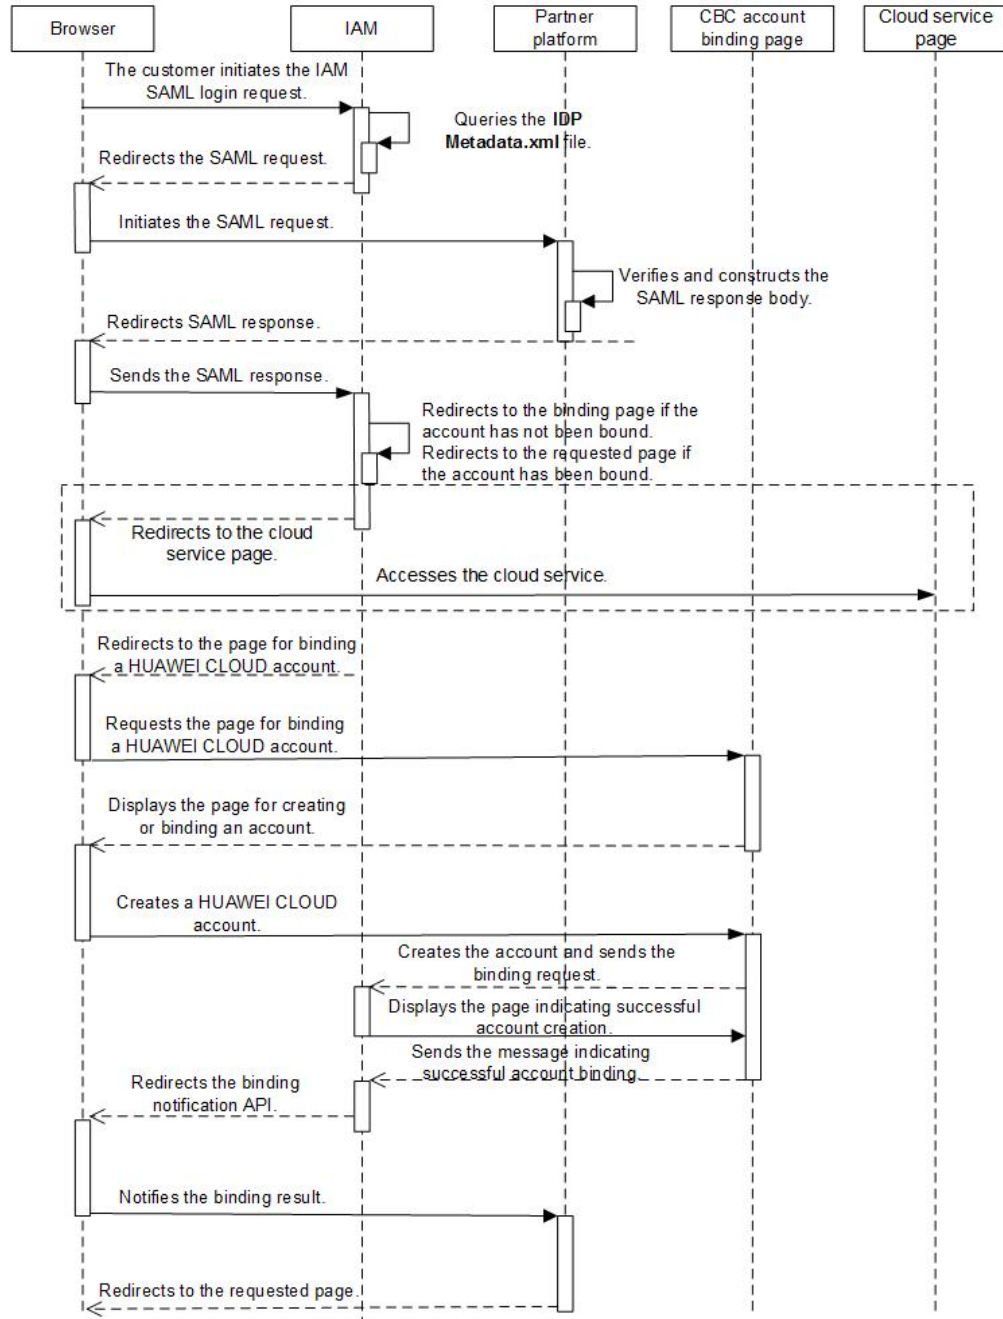 Browser
IAM
Partner
platform
CBC account
binding page
Cloud service
page
The customer initiates the IAM
SAML login request.
Queries the IDP
Metadata.xml file.
Redirects the SAML request.
Initiates the SAML request.
Verifies and constructs the
SAML response body.
Redirects SAML response.
Sends the SAML response.
Redirects to the binding page if the
account has not been bound.
Redirects to the requested page if
the account has been bound.
Redirects to the cloud
service page.
Accesses the cloud service.
Redirects to the page for binding
a HUAWEI CLOUD account.
Requests the page for binding
a HUAWEI CLOUD account.
Displays the page for creating
or binding an account.
Creates a HUAWEI CLOUD
account.
Creates the account and sends the
binding request.
Displays the page indicating successful
account creation.
Sends the message indicating
successful account binding.
Redirects the binding
notification API.
Notifies the binding result.
Redirects to the requested page.